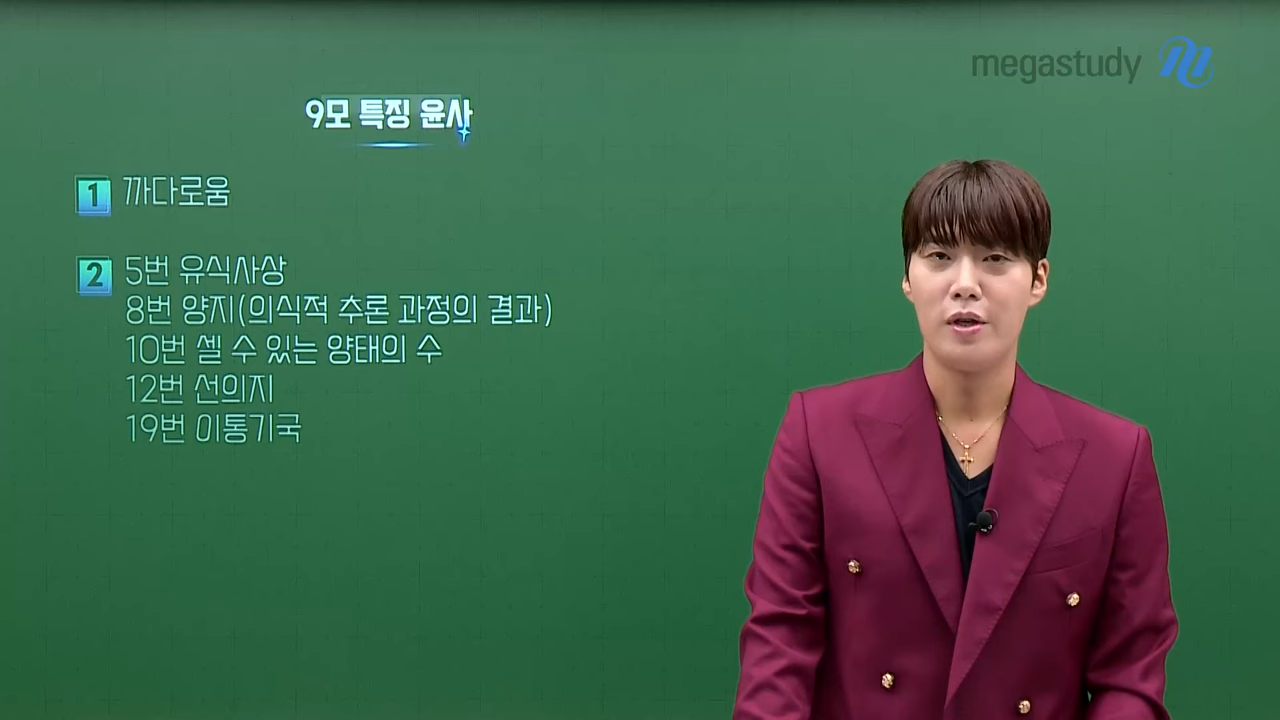 megastudy
9모 특징 윤사
1 까다로움
2 5번 유식사상
8번 양지(의식적 추론 과정의 결과)
10번 셀 수 있는 양태의 수
12번 선의지
19번 이통기국